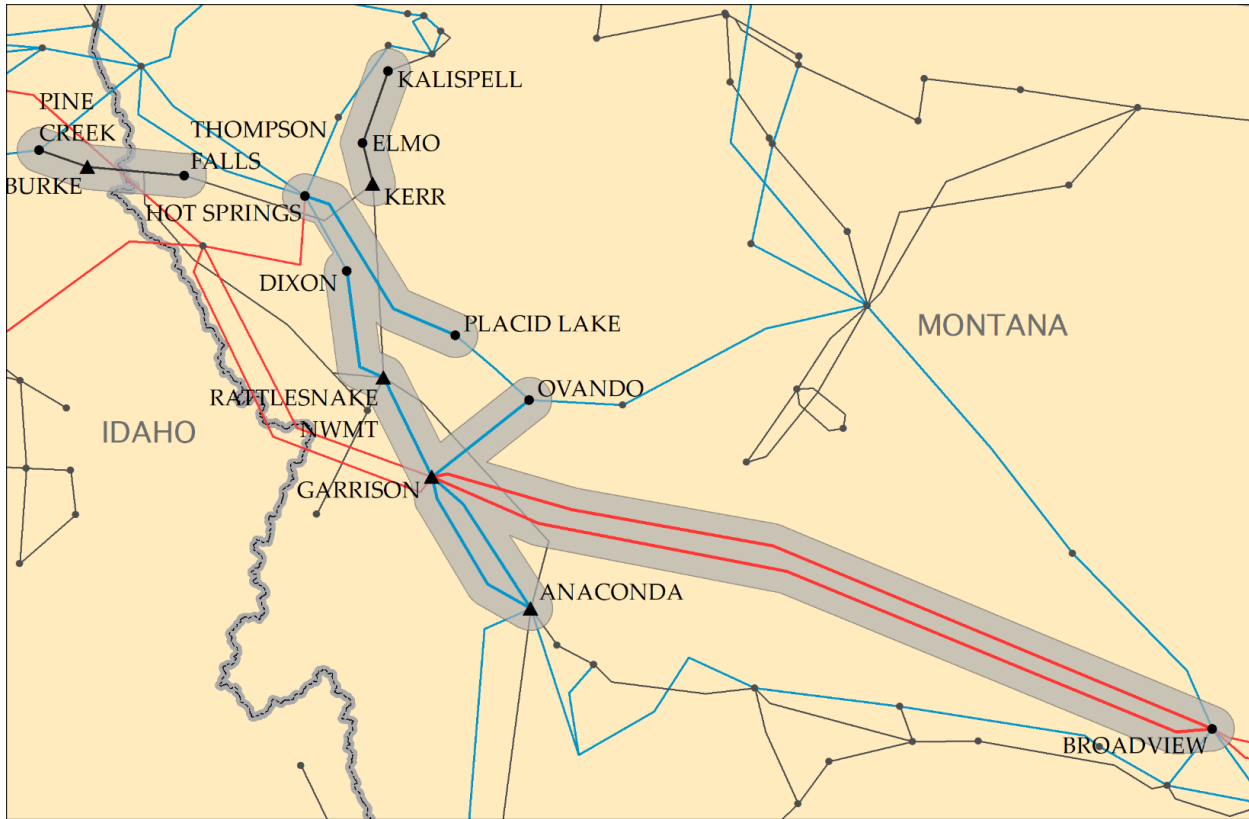 KALISPELL
PINE
THOMPSON
CREEK
ELMO
FALLS
BURKE
KERR
HOT SPRINGS
DIXON
PLACID LAKE
MONTANA
OVANDO
RATTLESNAKE
IDAHO
NWMT
GARRISON
ANACONDA
BROADVIEW